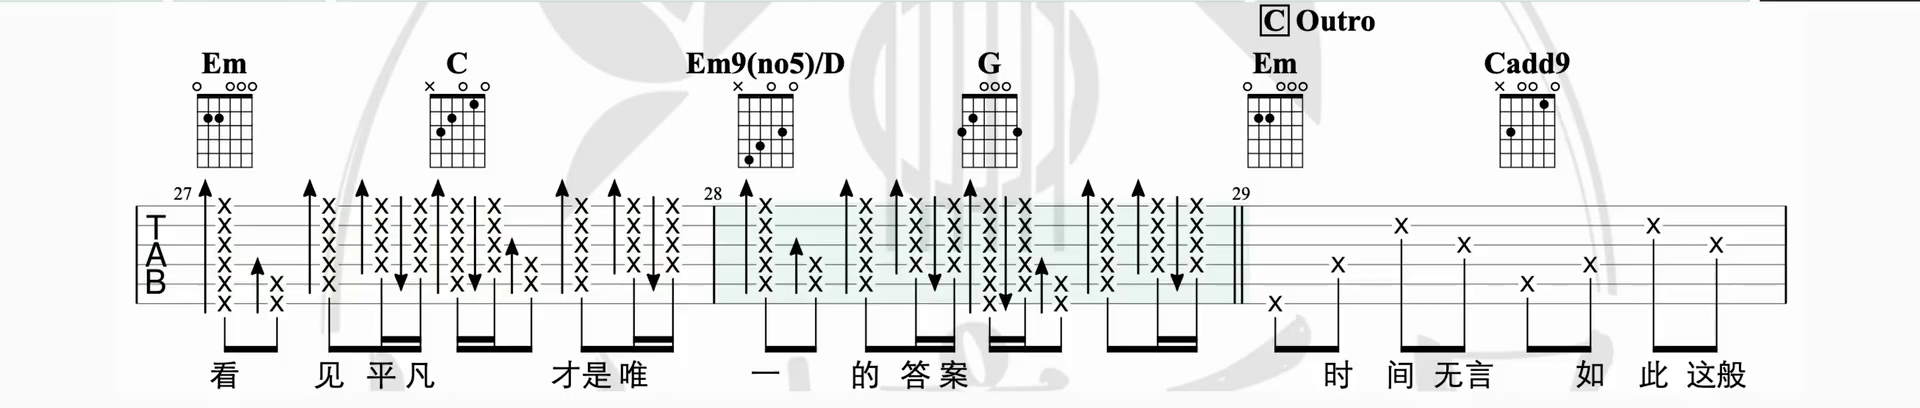 C Outro
Em C Em9(no5)/D G Em Cadd9
27 28 29
TAB
看 见 平 凡 才是 唯 一 的 答 案 时 间 无言 如 此 这般